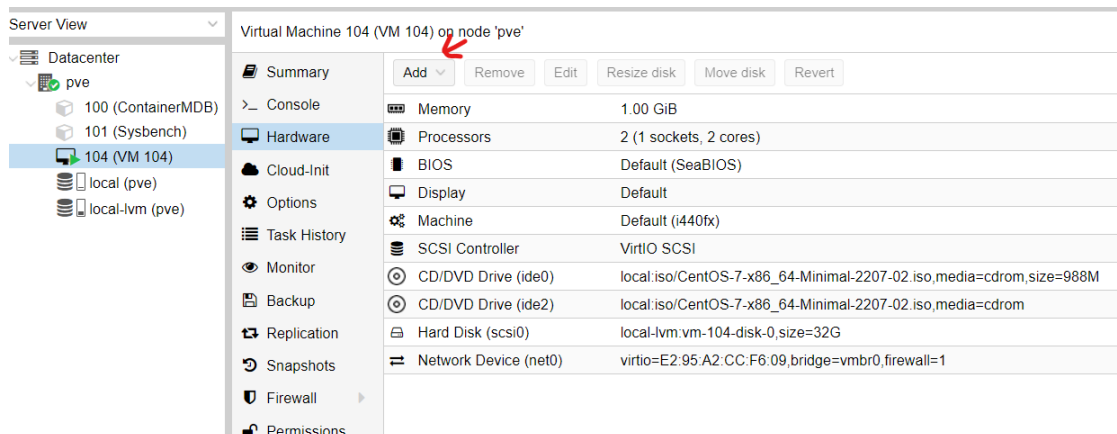 Server View
Datacenter
pve
100 (ContainerMDB)
101 (Sysbench)
104 (VM 104)
local (pve)
local-lvm (pve)
Virtual Machine 104 (VM 104) on node 'pve'
Summary
Console
Hardware
Cloud-Init
Options
Task History
Monitor
Backup
Replication
Snapshots
Firewall
Permissions
Add Remove Edit Resize disk Move disk Revert
Memory 1.00 GiB
Processors 2 (1 sockets, 2 cores)
BIOS Default (SeaBIOS)
Display Default
Machine Default (i440fx)
SCSI Controller VirtIO SCSI
CD/DVD Drive (ide0) local:iso/CentOS-7-x86_64-Minimal-2207-02.iso,media=cdrom,size=988M
CD/DVD Drive (ide2) local:iso/CentOS-7-x86_64-Minimal-2207-02.iso,media=cdrom
Hard Disk (scsi0) local-lvm:vm-104-disk-0,size=32G
Network Device (net0) virtio=E2:95:A2:CC:F6:09,bridge=vmbr0,firewall=1